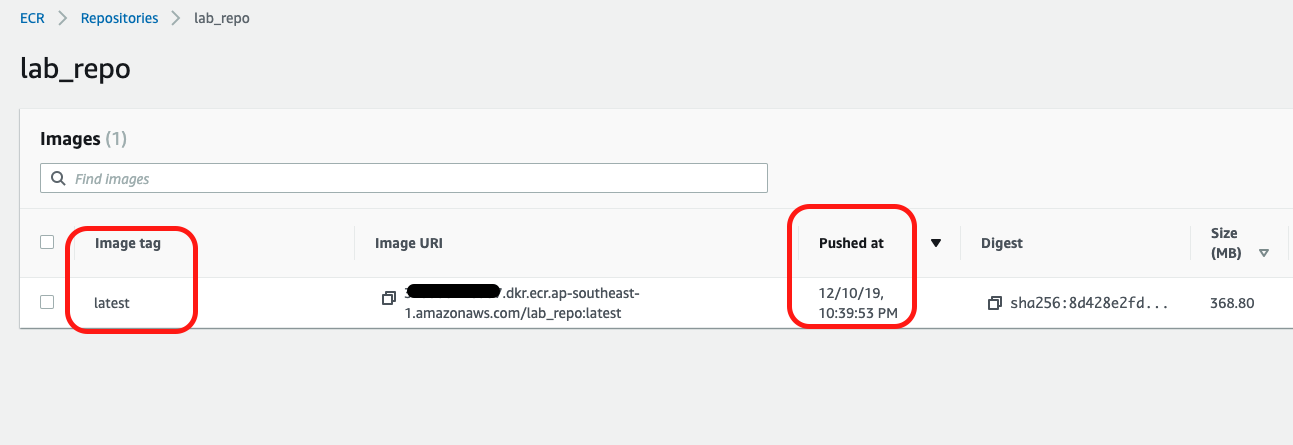 ECR > Repositories > lab_repo
lab_repo
Images (1)
Find images
Image tag Image URI Pushed at Digest Size
(MB)
latest .dkr.ecr.ap-southeast- 12/10/19, sha256:8d428e2fd... 368.80
1.amazonaws.com/lab_repo:latest 10:39:53 PM